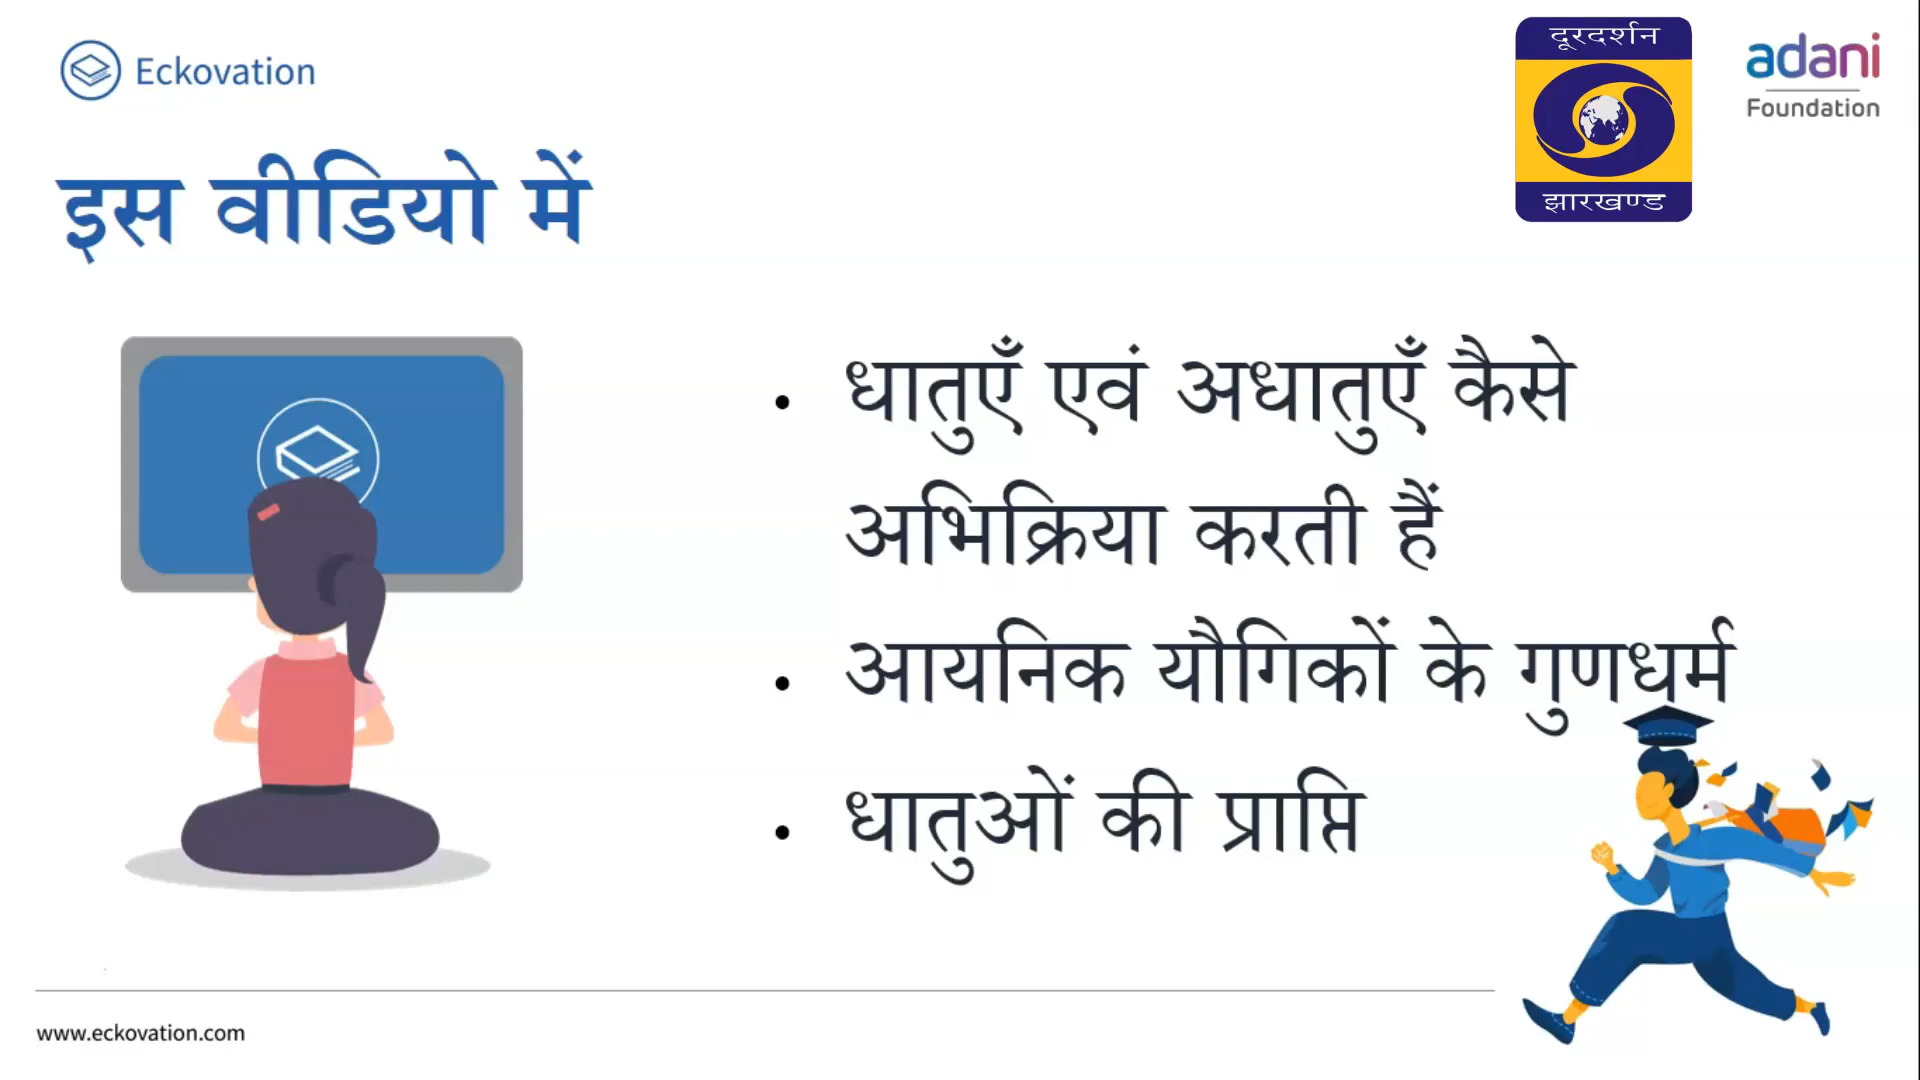 Eckovation
दूरदर्शन
झारखण्ड
adani
Foundation
इस वीडियो में
• धातुएँ एवं अधातुएँ कैसे
अभिक्रिया करती हैं
• आयनिक यौगिकों के गुणधर्म
• धातुओं की प्राप्ति
www.eckovation.com